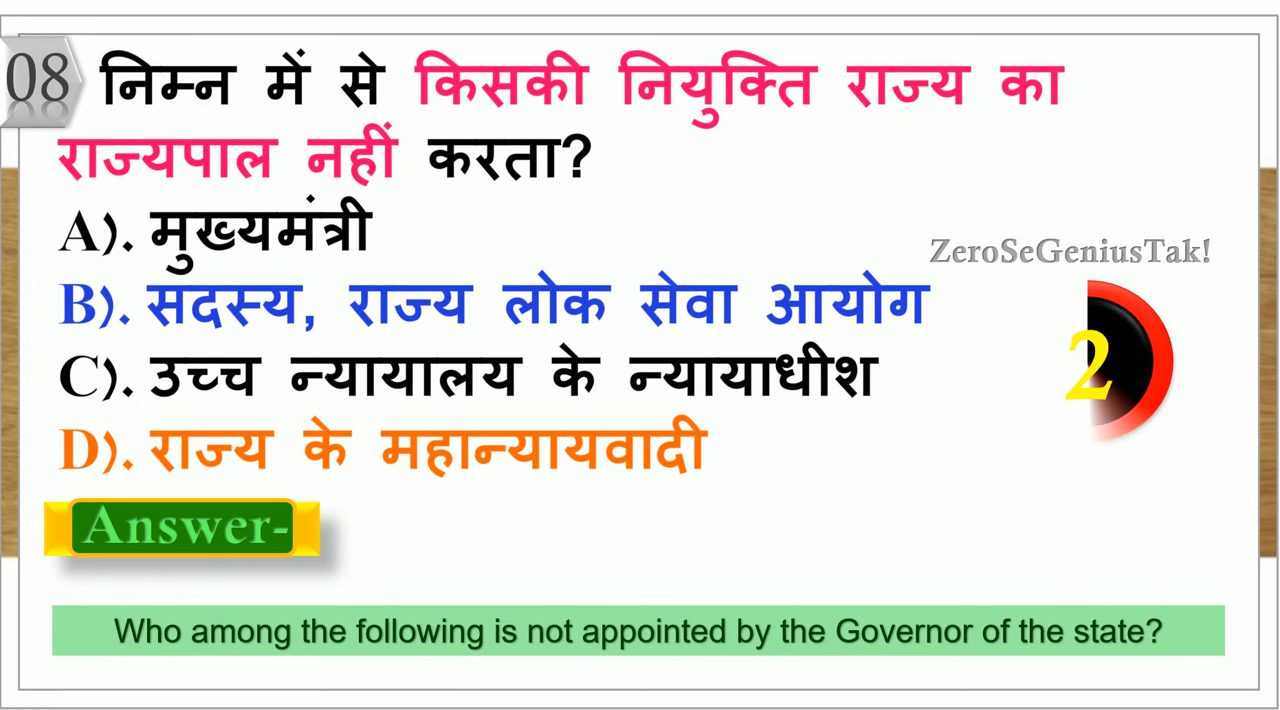 08 निम्न में से किसकी नियुक्ति राज्य का
राज्यपाल नहीं करता?
A). मुख्यमंत्री
ZeroSeGeniusTak!
B). सदस्य, राज्य लोक सेवा आयोग
2
C). उच्च न्यायालय के न्यायाधीश
D). राज्य के महान्यायवादी
Answer-
Who among the following is not appointed by the Governor of the state?